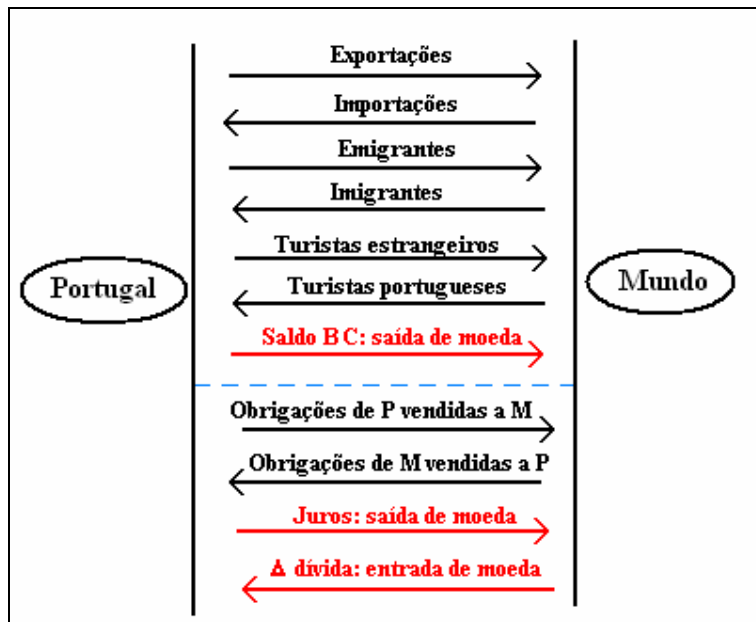 Exportações
Importações
Emigrantes
Imigrantes
Turistas estrangeiros
Portugal
Turistas portugueses
Mundo
Saldo B C: saída de moeda
Obrigações de P vendidas a M
Obrigações de M vendidas a P
Juros: saída de moeda
Δ dívida: entrada de moeda